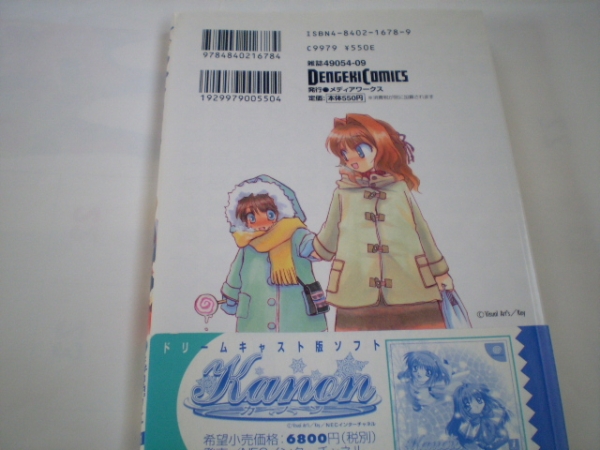 ISBN4-8402-1678-9
C9979 ¥550E
9784840216784
雑誌49054-09
DENGEKI COMICS
発行●メディアワークス
定価:本体550円
1929979005504
©Visual Art's/Key
ドリームキャスト版ソフト
Kanon
カノン
希望小売価格:6800円(税別)